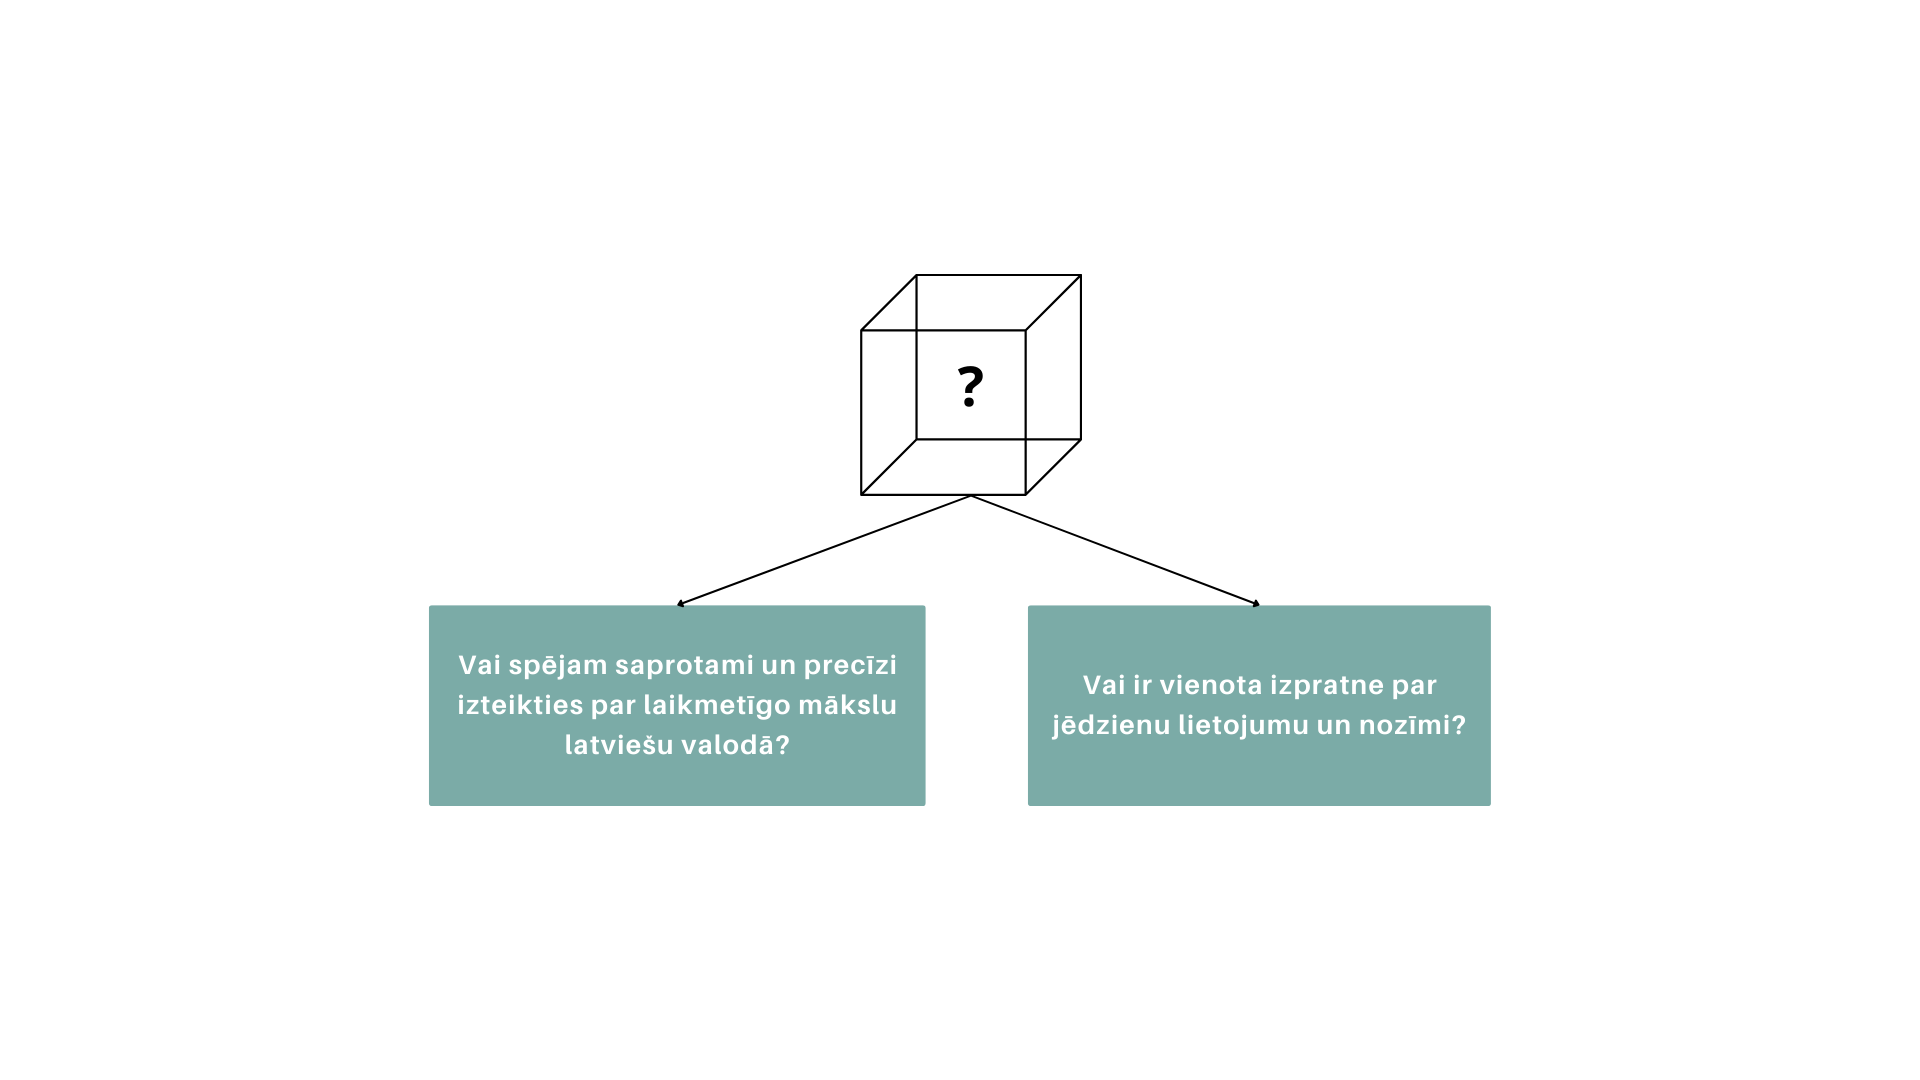 ?
Vai spējam saprotami un precīzi
izteikties par laikmetīgo mākslu
latviešu valodā?
Vai ir vienota izpratne par
jēdzienu lietojumu un nozīmi?